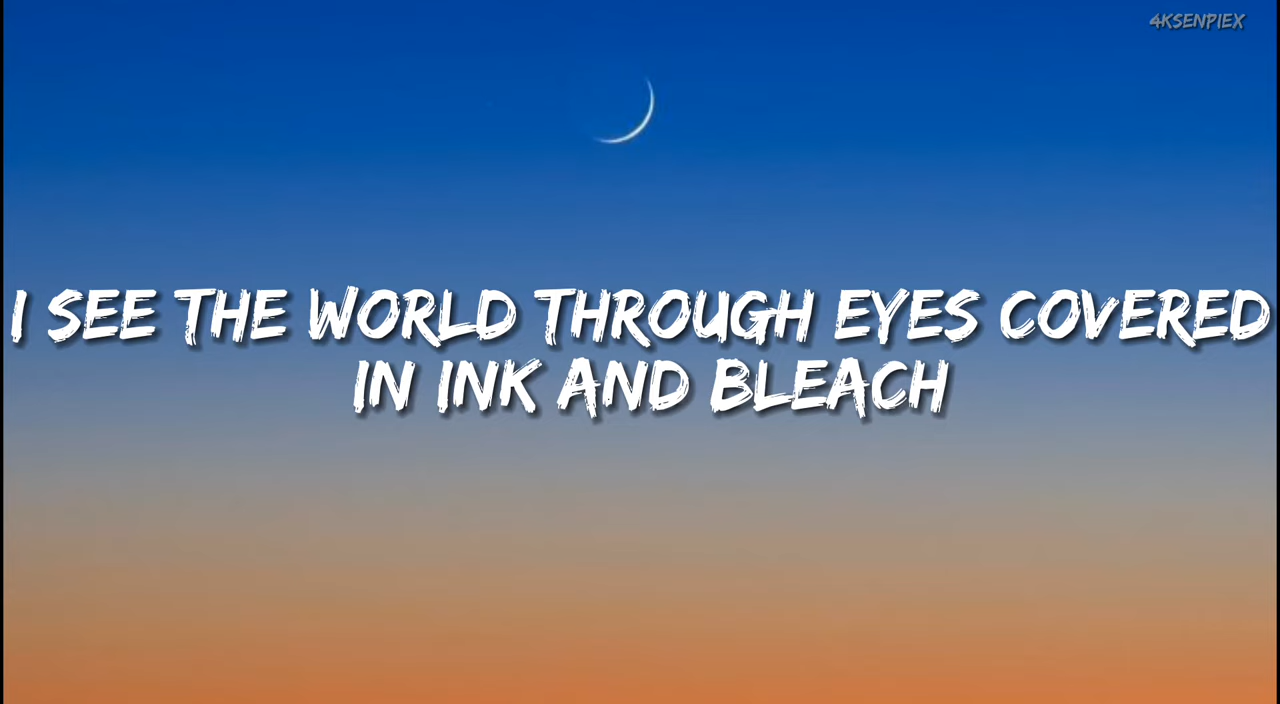 4KSENPIEX
I SEE THE WORLD THROUGH EYES COVERED
IN INK AND BLEACH